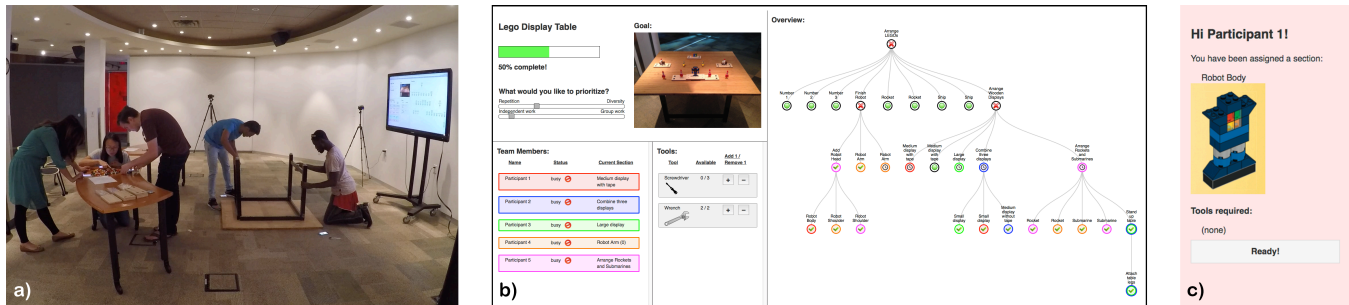 a)
Lego Display Table
50% complete!
What would you like to prioritize?
Repetition Diversity
Independent work Group work
Goal:
Team Members:
Name Status Current Section
Participant 1 busy Medium display
with tape
Participant 2 busy Combine three
displays
Participant 3 busy Large display
Participant 4 busy Robot Arm (0)
Participant 5 busy Arrange Rockets
and Submarines
Tools:
Tool Available Add 1 /
Remove 1
Screwdriver 0 / 3 + −
Wrench 2 / 2 + −
Overview:
Arrange
LEGOs
Number
1
Number
2
Number
3
Finish
Robot
Rocket
Rocket
Ship
Ship
Arrange
Wooden
Displays
Add
Robot
Head
Robot
Arm
Robot
Arm
Medium
display
with
tape
Medium
display
with
tape
Large
display
Combine
three
displays
Arrange
Rockets
and
Submarines
Robot
Body
Robot
Shoulder
Robot
Shoulder
Small
display
Small
display
Medium
display
without
tape
Rocket
Rocket
Submarine
Submarine
Stand
up
table
Attach
table
legs
b)
Hi Participant 1!
You have been assigned a section:
Robot Body
Tools required:
(none)
Ready!
c)